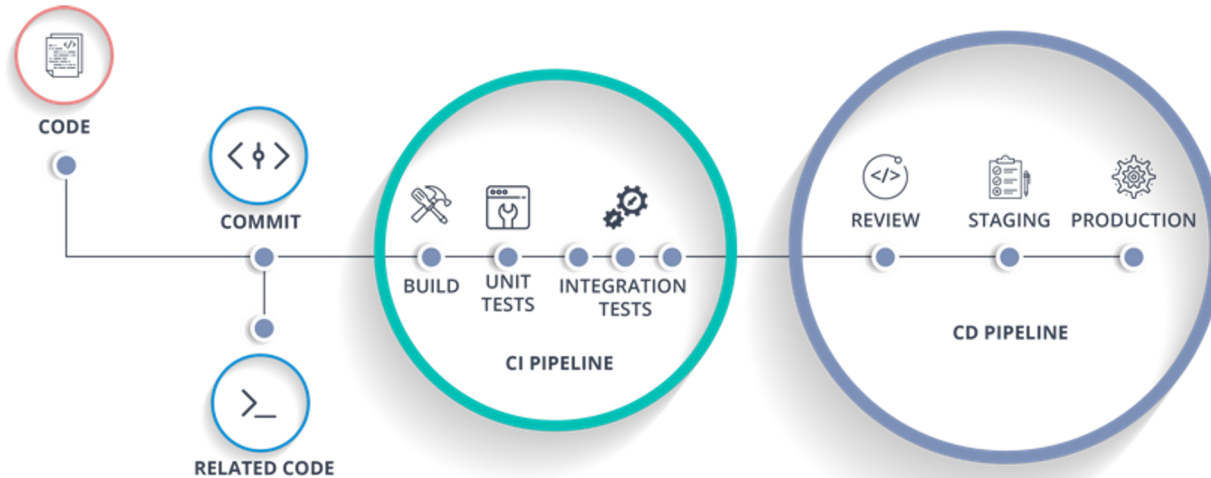 CODE
COMMIT
RELATED CODE
BUILD
UNIT
TESTS
INTEGRATION
TESTS
CI PIPELINE
REVIEW
STAGING
PRODUCTION
CD PIPELINE